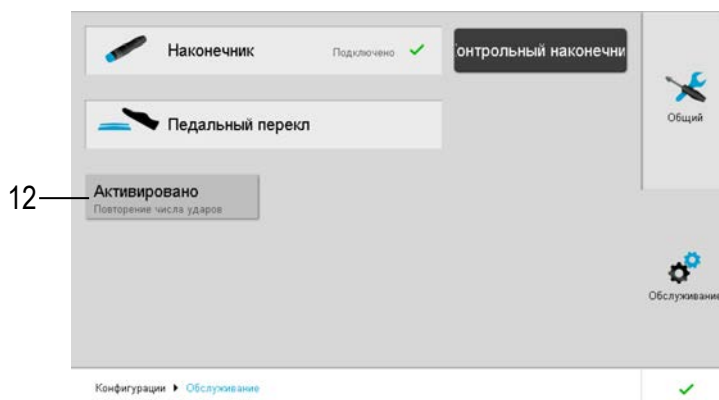 Наконечник
Подключено
онтрольный наконечни
Общий
Педальный перекл
12
Активировано
Повторение числа ударов
Обслуживание
Конфигурации
Обслуживание